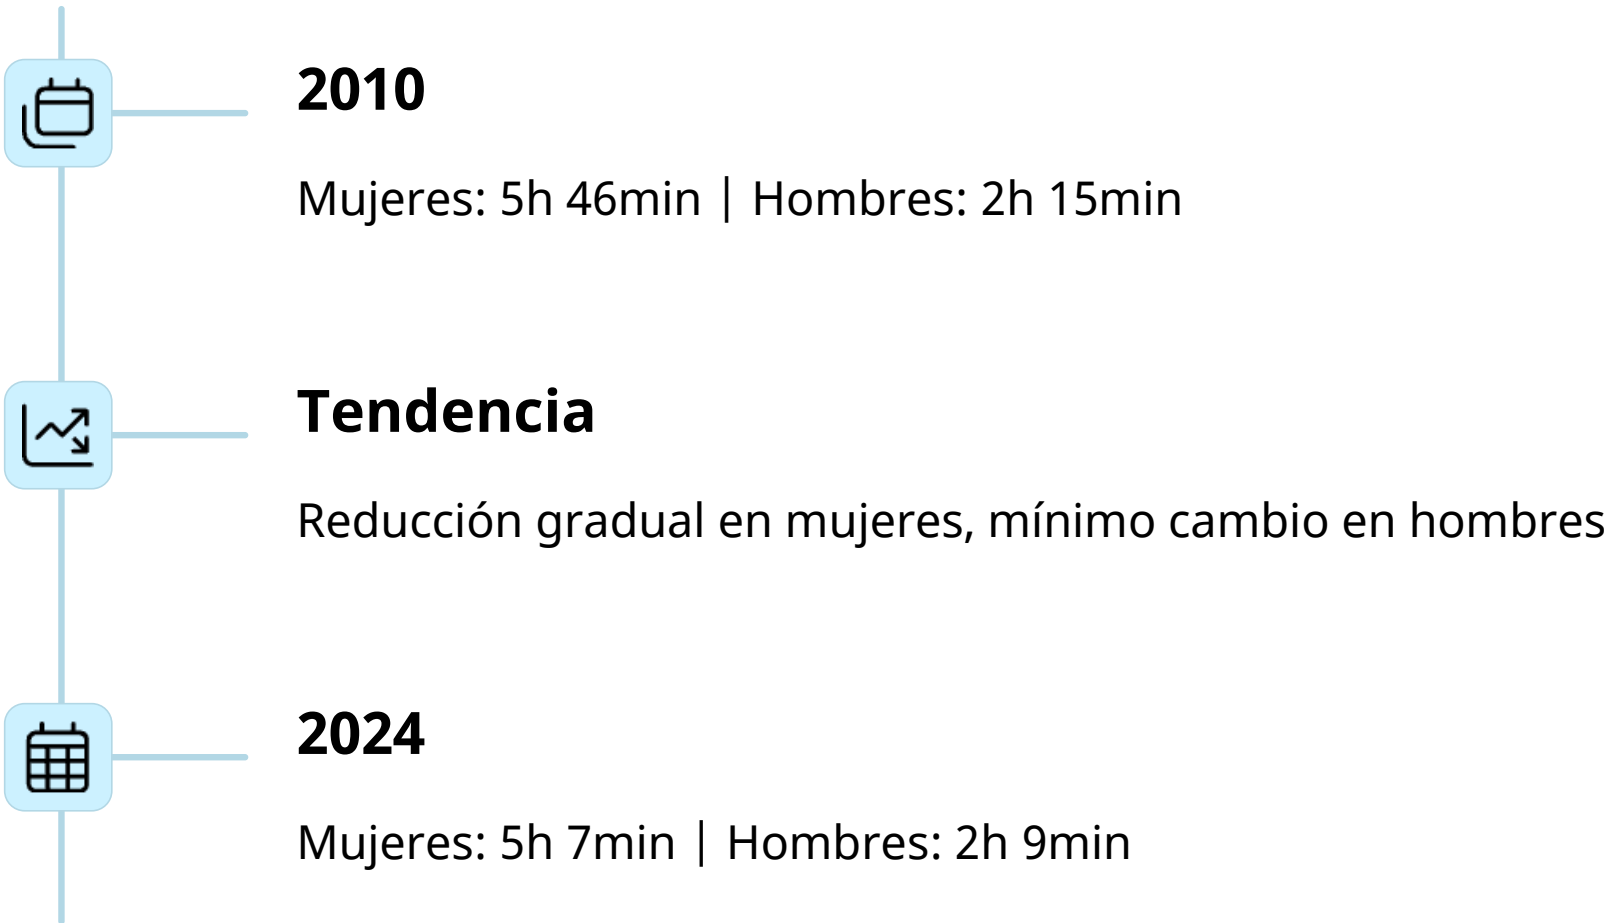 2010
Mujeres: 5h 46min | Hombres: 2h 15min
Tendencia
Reducción gradual en mujeres, mínimo cambio en hombres
2024
Mujeres: 5h 7min | Hombres: 2h 9min